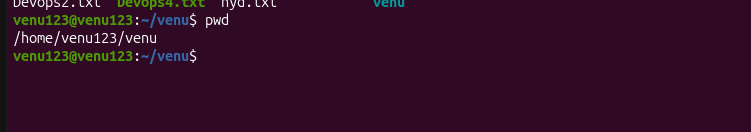 Devops2.txt Devops4.txt hyd.txt venu
venu123@venu123:~/venu$ pwd
/home/venu123/venu
venu123@venu123:~/venu$